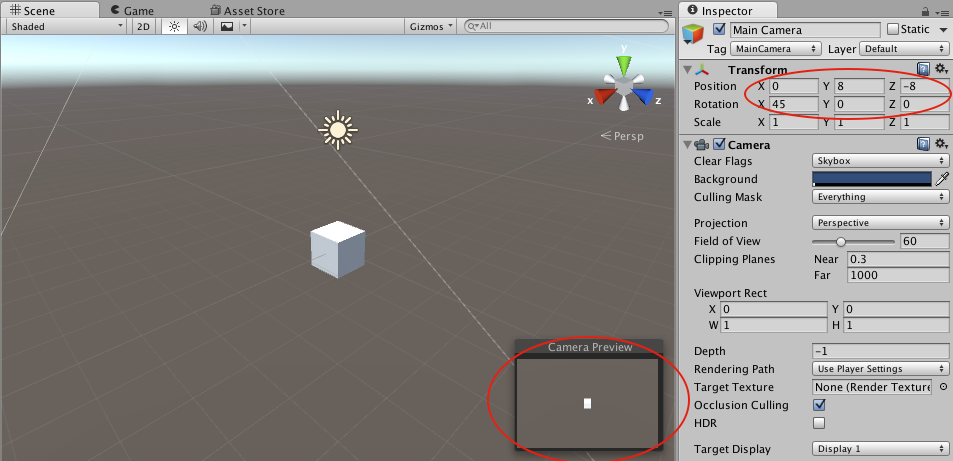 Scene Game Asset Store
Shaded 2D Gizmos All
y
x z
Persp
Camera Preview
Inspector
Main Camera Static
Tag MainCamera Layer Default
Transform
Position X 0 Y 8 Z -8
Rotation X 45 Y 0 Z 0
Scale X 1 Y 1 Z 1
Camera
Clear Flags Skybox
Background
Culling Mask Everything
Projection Perspective
Field of View 60
Clipping Planes Near 0.3
Far 1000
Viewport Rect
X 0 Y 0
W 1 H 1
Depth -1
Rendering Path Use Player Settings
Target Texture None (Render Texture
Occlusion Culling
HDR
Target Display Display 1